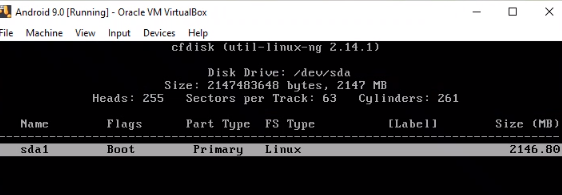 Android 9.0 [Running] - Oracle VM VirtualBox
File Machine View Input Devices Help
cfdisk (util-linux-ng 2.14.1)
Disk Drive: /dev/sda
Size: 2147483648 bytes, 2147 MB
Heads: 255 Sectors per Track: 63 Cylinders: 261
Name Flags Part Type FS Type [Label] Size (MB)
sda1 Boot Primary Linux 2146.80